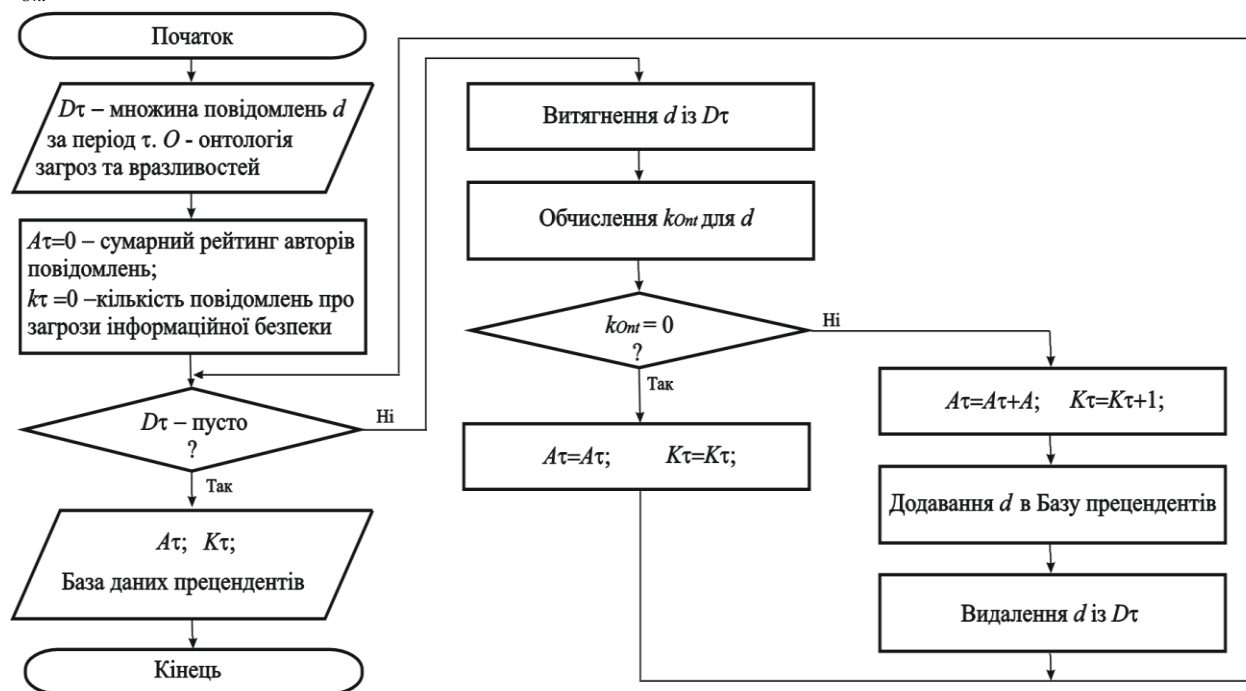 Початок
Dτ – множина повідомлень d
за період τ. O - онтологія
загроз та вразливостей
Aτ=0 – сумарний рейтинг авторів
повідомлень;
kτ =0 –кількість повідомлень про
загрози інформаційної безпеки
Dτ – пусто
?
Ні
Так
Aτ; Kτ;
База даних прецендентів
Кінець
Витягнення d із Dτ
Обчислення kOnt для d
kOnt = 0
?
Ні
Так
Aτ=Aτ; Kτ=Kτ;
Aτ=Aτ+A; Kτ=Kτ+1;
Додавання d в Базу прецендентів
Видалення d із Dτ